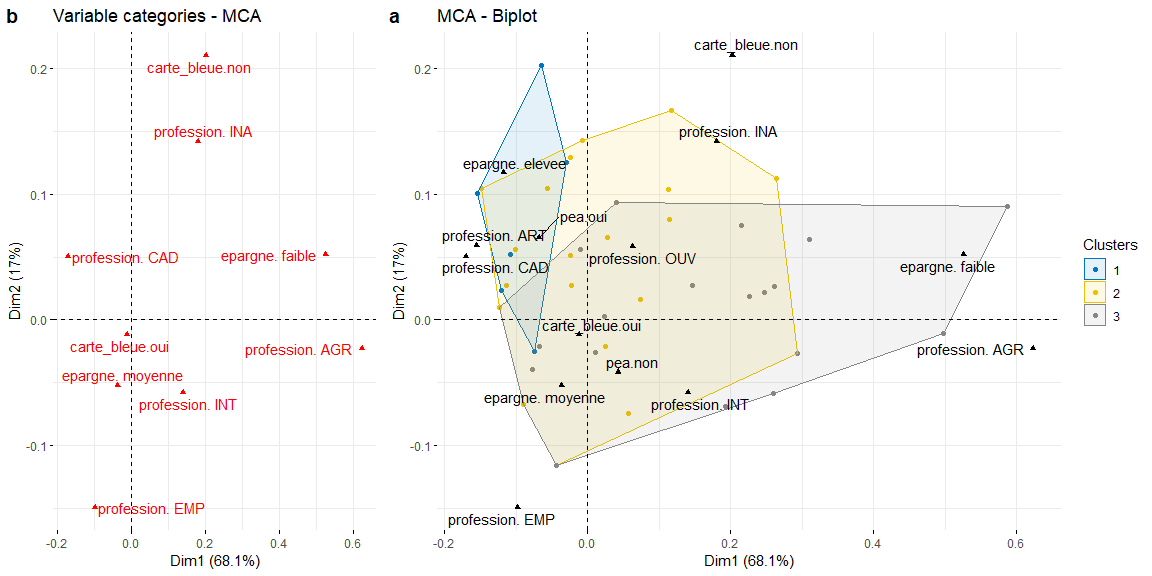 b Variable categories - MCA
carte_bleue.non
profession. INA
profession. CAD
epargne. faible
carte_bleue.oui
profession. AGR
epargne. moyenne
profession. INT
profession. EMP
0.2
0.1
0.0
-0.1
-0.2 0.0 0.2 0.4 0.6
Dim1 (68.1%)
Dim2 (17%)
a MCA - Biplot
carte_bleue.non
profession. INA
epargne. elevee
pea.oui
profession. ART
profession. OUV
profession. CAD
epargne. faible
carte_bleue.oui
profession. AGR
pea.non
epargne. moyenne
profession. INT
profession. EMP
0.2
0.1
0.0
-0.1
-0.2 0.0 0.2 0.4 0.6
Dim1 (68.1%)
Dim2 (17%)
Clusters
1
2
3